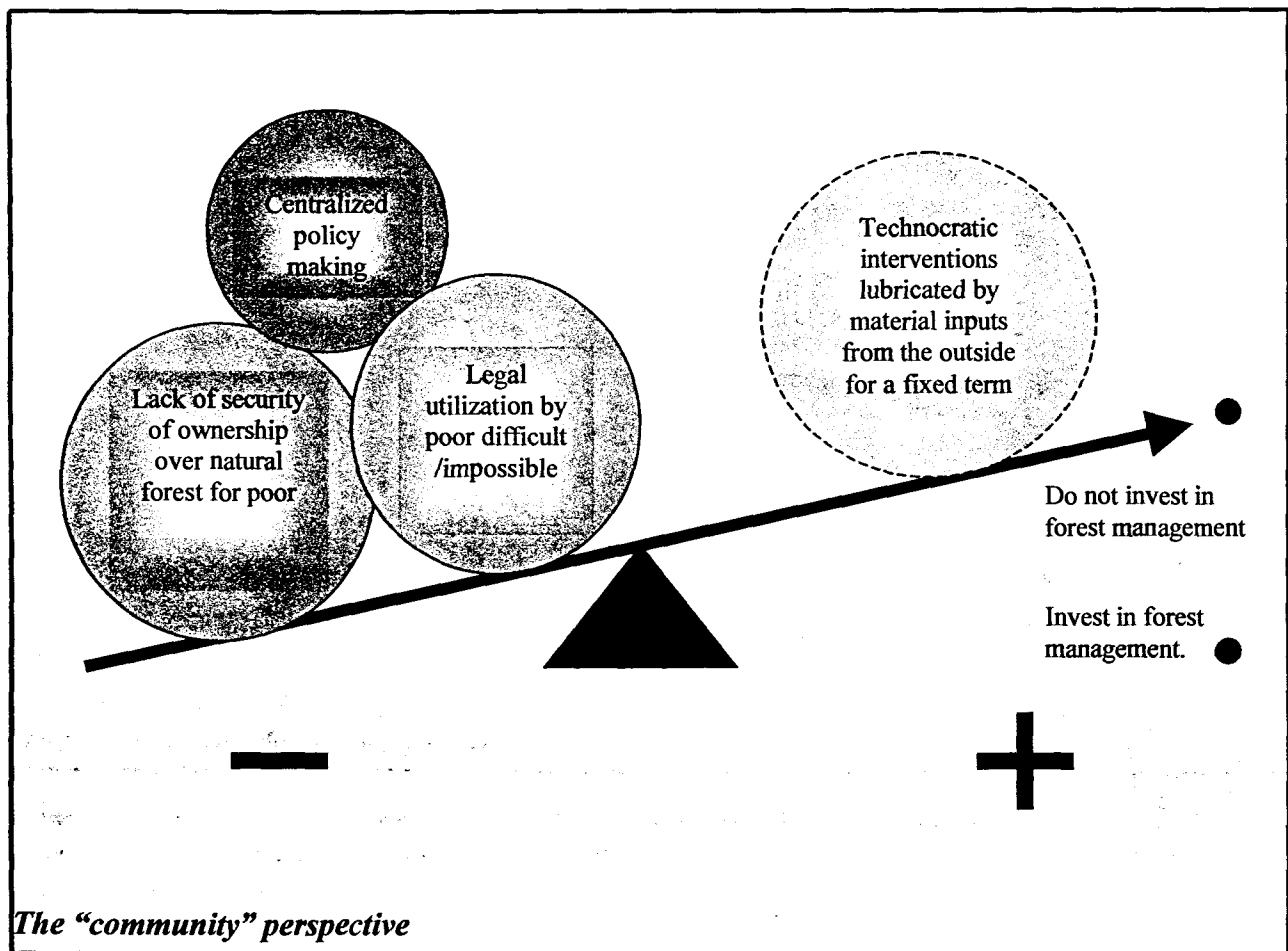 Centralized
policy
making
Lack of security
of ownership
over natural
forest for poor
Legal
utilization by
poor difficult
/impossible
Technocratic
interventions
lubricated by
material inputs
from the outside
for a fixed term
Do not invest in
forest management
Invest in forest
management.
The “community” perspective